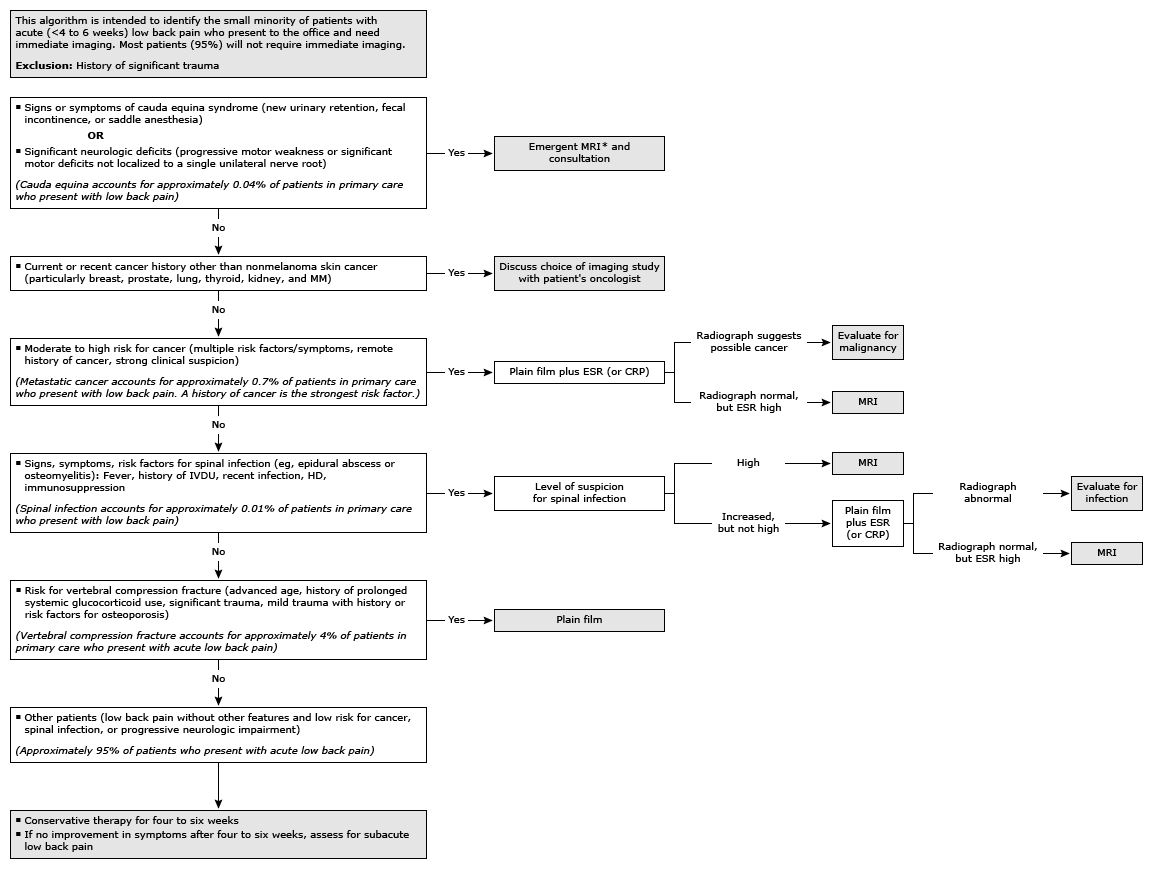 This algorithm is intended to identify the small minority of patients with
acute (<4 to 6 weeks) low back pain who present to the office and need
immediate imaging. Most patients (95%) will not require immediate imaging.
Exclusion: History of significant trauma
▪ Signs or symptoms of cauda equina syndrome (new urinary retention, fecal
incontinence, or saddle anesthesia)
OR
▪ Significant neurologic deficits (progressive motor weakness or significant
motor deficits not localized to a single unilateral nerve root)
(Cauda equina accounts for approximately 0.04% of patients in primary care
who present with low back pain)
Yes
Emergent MRI* and
consultation
No
▪ Current or recent cancer history other than nonmelanoma skin cancer
(particularly breast, prostate, lung, thyroid, kidney, and MM)
Yes
Discuss choice of imaging study
with patient's oncologist
No
▪ Moderate to high risk for cancer (multiple risk factors/symptoms, remote
history of cancer, strong clinical suspicion)
(Metastatic cancer accounts for approximately 0.7% of patients in primary care
who present with low back pain. A history of cancer is the strongest risk factor.)
Yes
Plain film plus ESR (or CRP)
Radiograph suggests
possible cancer
Evaluate for
malignancy
Radiograph normal,
but ESR high
MRI
No
▪ Signs, symptoms, risk factors for spinal infection (eg, epidural abscess or
osteomyelitis): Fever, history of IVDU, recent infection, HD,
immunosuppression
(Spinal infection accounts for approximately 0.01% of patients in primary care
who present with low back pain)
Yes
Level of suspicion
for spinal infection
High
MRI
Increased,
but not high
Plain film
plus ESR
(or CRP)
Radiograph
abnormal
Evaluate for
infection
Radiograph normal,
but ESR high
MRI
No
▪ Risk for vertebral compression fracture (advanced age, history of prolonged
systemic glucocorticoid use, significant trauma, mild trauma with history or
risk factors for osteoporosis)
(Vertebral compression fracture accounts for approximately 4% of patients in
primary care who present with acute low back pain)
Yes
Plain film
No
▪ Other patients (low back pain without other features and low risk for cancer,
spinal infection, or progressive neurologic impairment)
(Approximately 95% of patients who present with acute low back pain)
▪ Conservative therapy for four to six weeks
▪ If no improvement in symptoms after four to six weeks, assess for subacute
low back pain